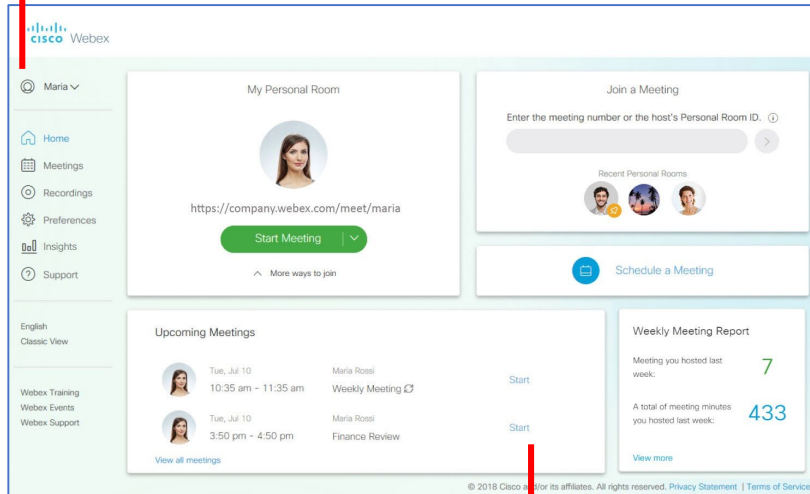 CISCO Webex
Maria
Home
Meetings
Recordings
Preferences
Insights
Support
English
Classic View
Webex Training
Webex Events
Webex Support
My Personal Room
https://company.webex.com/meet/maria
Start Meeting
More ways to join
Join a Meeting
Enter the meeting number or the host's Personal Room ID.
Recent Personal Rooms
Schedule a Meeting
Upcoming Meetings
Tue, Jul 10 Maria Rossi
10:35 am - 11:35 am Weekly Meeting Start
Tue, Jul 10 Maria Rossi
3:50 pm - 4:50 pm Finance Review Start
View all meetings
Weekly Meeting Report
Meeting you hosted last
week: 7
A total of meeting minutes
you hosted last week: 433
View more
© 2018 Cisco and/or its affiliates. All rights reserved. Privacy Statement | Terms of Service